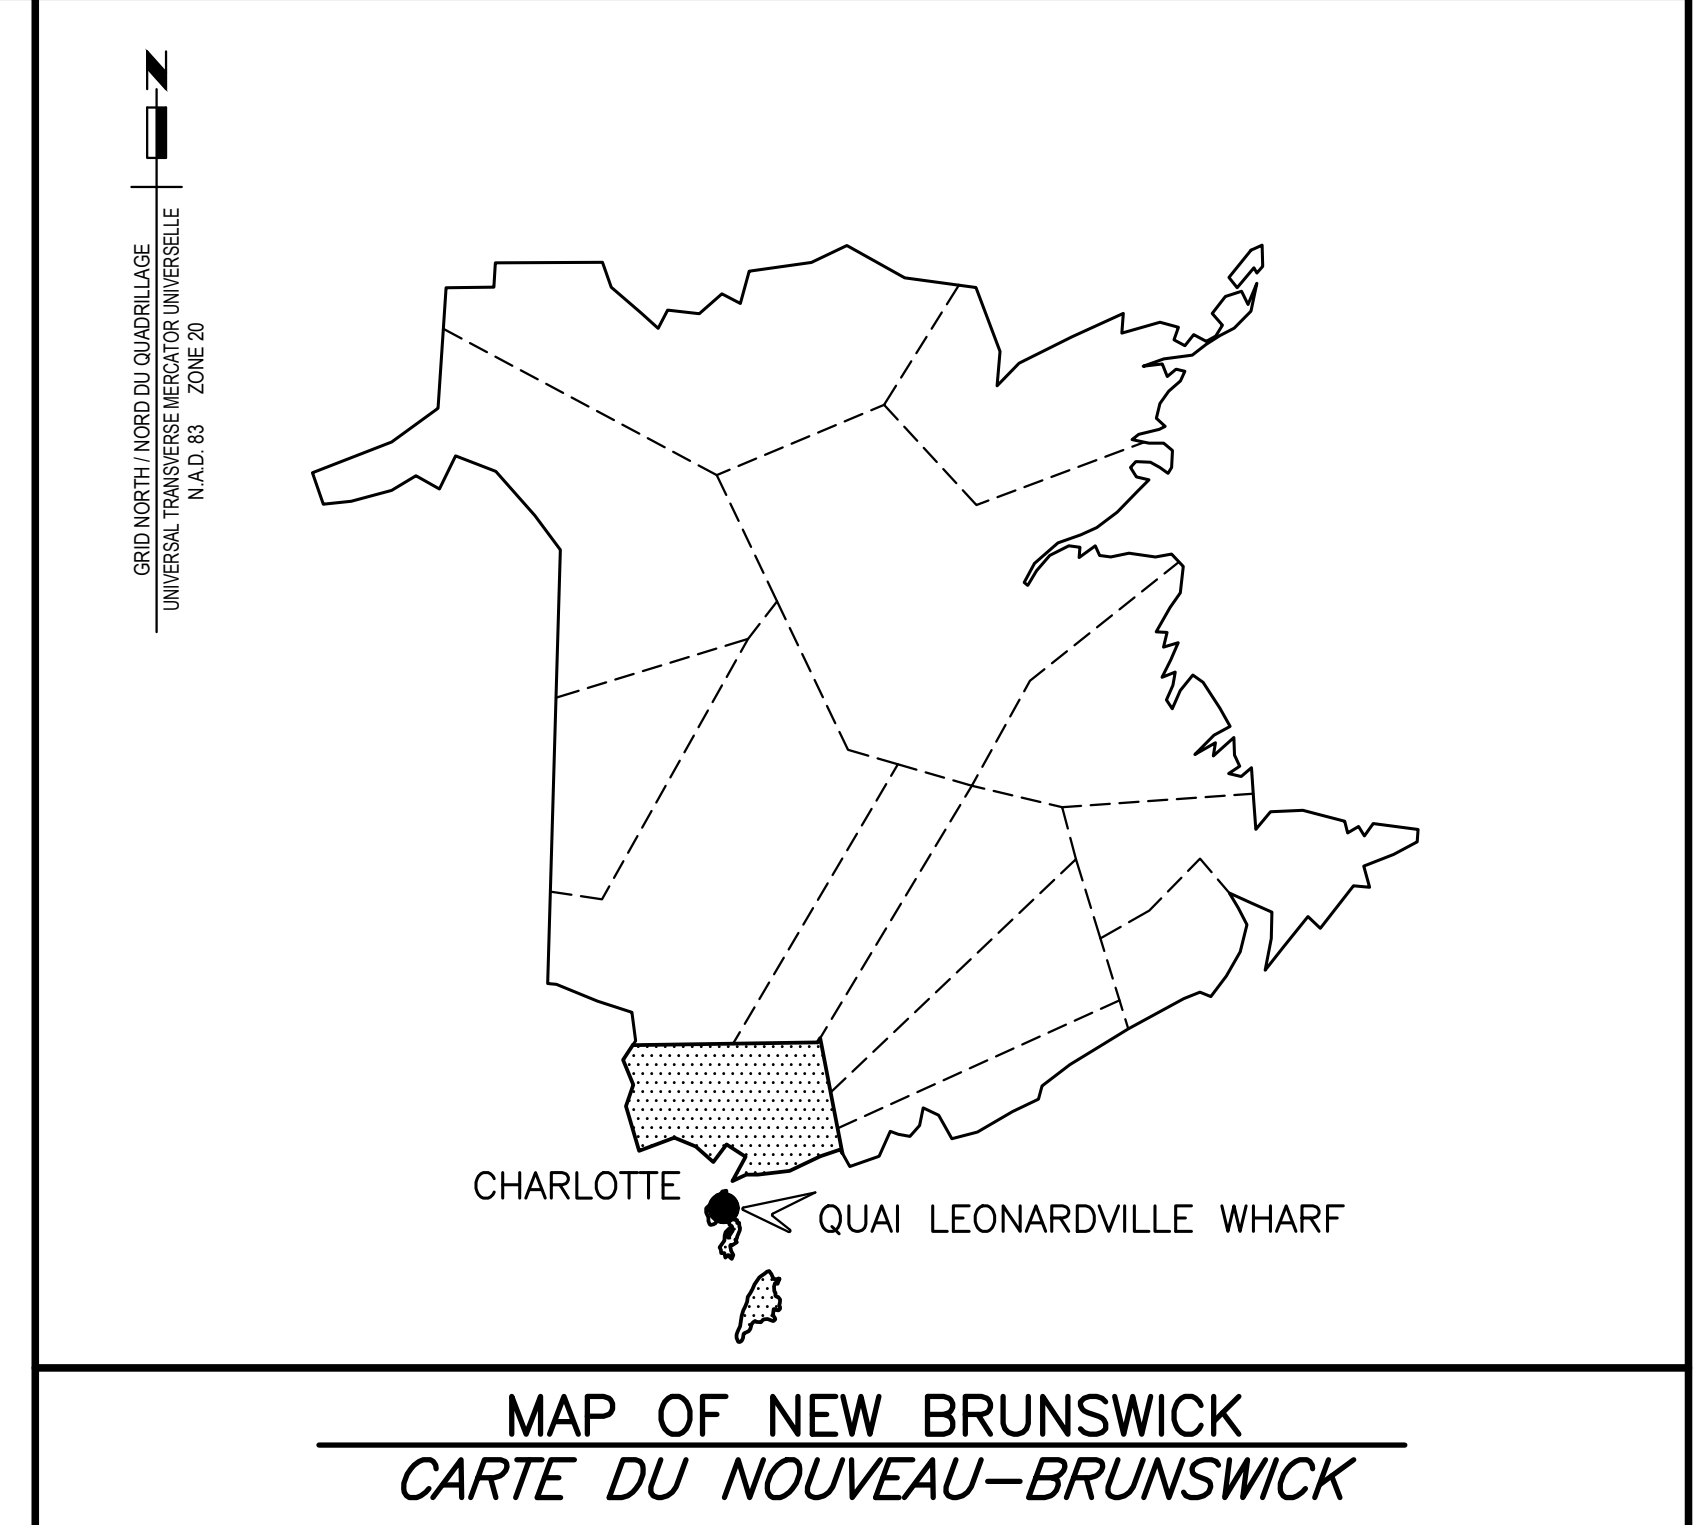 N
GRID NORTH / NORD DU QUADRILLAGE
UNIVERSAL TRANSVERSE MERCATOR UNIVERSELLE
N.A.D. 83 ZONE 20
CHARLOTTE
QUAI LEONARDVILLE WHARF
MAP OF NEW BRUNSWICK
CARTE DU NOUVEAU-BRUNSWICK